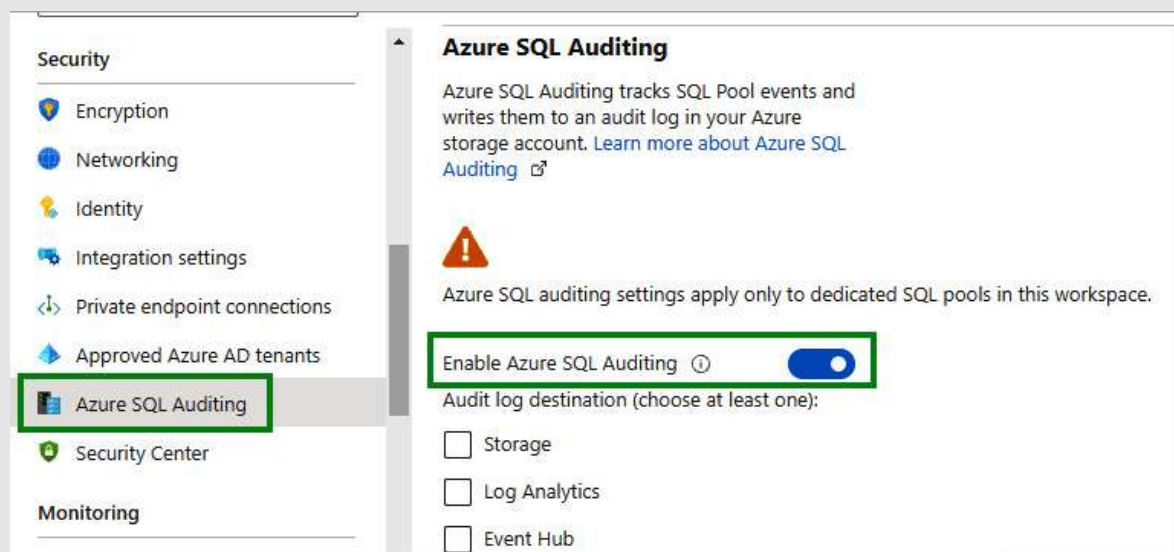 Security
Encryption
Networking
Identity
Integration settings
Private endpoint connections
Approved Azure AD tenants
Azure SQL Auditing
Security Center
Monitoring
Azure SQL Auditing
Azure SQL Auditing tracks SQL Pool events and
writes them to an audit log in your Azure
storage account. Learn more about Azure SQL
Auditing
Azure SQL auditing settings apply only to dedicated SQL pools in this workspace.
Enable Azure SQL Auditing
Audit log destination (choose at least one):
Storage
Log Analytics
Event Hub